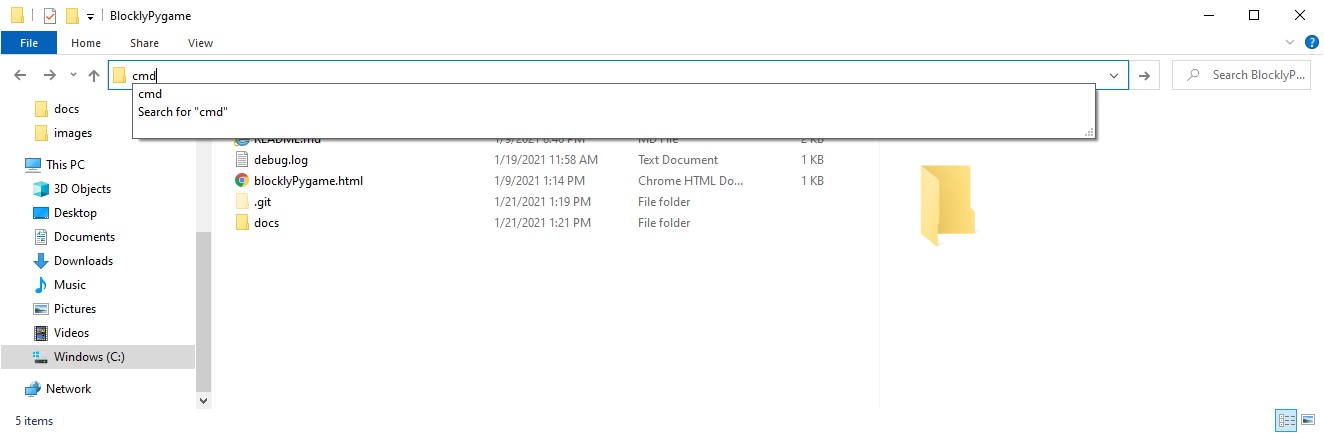 BlocklyPygame
File Home Share View
cmd Search BlocklyP...
cmd
Search for "cmd"
docs
images
This PC
3D Objects
Desktop
Documents
Downloads
Music
Pictures
Videos
Windows (C:)
Network
README.md 1/9/2021 8:40 PM MD File 2 KB
debug.log 1/19/2021 11:58 AM Text Document 1 KB
blocklyPygame.html 1/9/2021 1:14 PM Chrome HTML Do... 1 KB
.git 1/21/2021 1:19 PM File folder
docs 1/21/2021 1:21 PM File folder
5 items